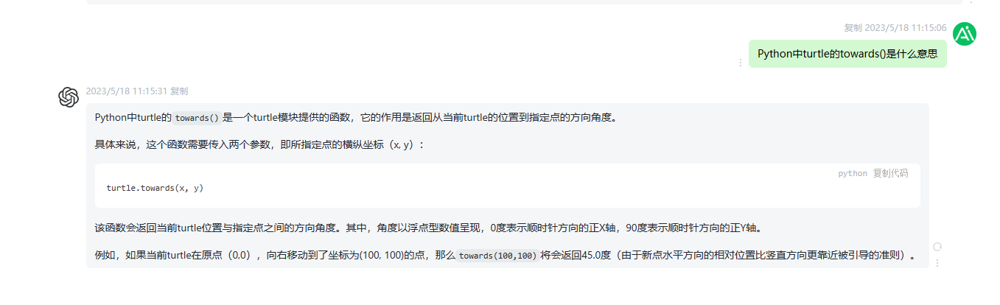 复制 2023/5/18 11:15:06
Python中turtle的towards()是什么意思
2023/5/18 11:15:31 复制
Python中turtle的 towards() 是一个turtle模块提供的函数，它的作用是返回从当前turtle的位置到指定点的方向角度。
具体来说，这个函数需要传入两个参数，即所指定点的横纵坐标（x, y）：
python 复制代码
turtle.towards(x, y)
该函数会返回当前turtle位置与指定点之间的方向角度。其中，角度以浮点型数值呈现，0度表示顺时针方向的正X轴，90度表示顺时针方向的正Y轴。
例如，如果当前turtle在原点（0,0），向右移动到了坐标为(100, 100)的点，那么 towards(100,100) 将会返回45.0度（由于新点水平方向的相对位置比竖直方向更靠近被引导的准则）。